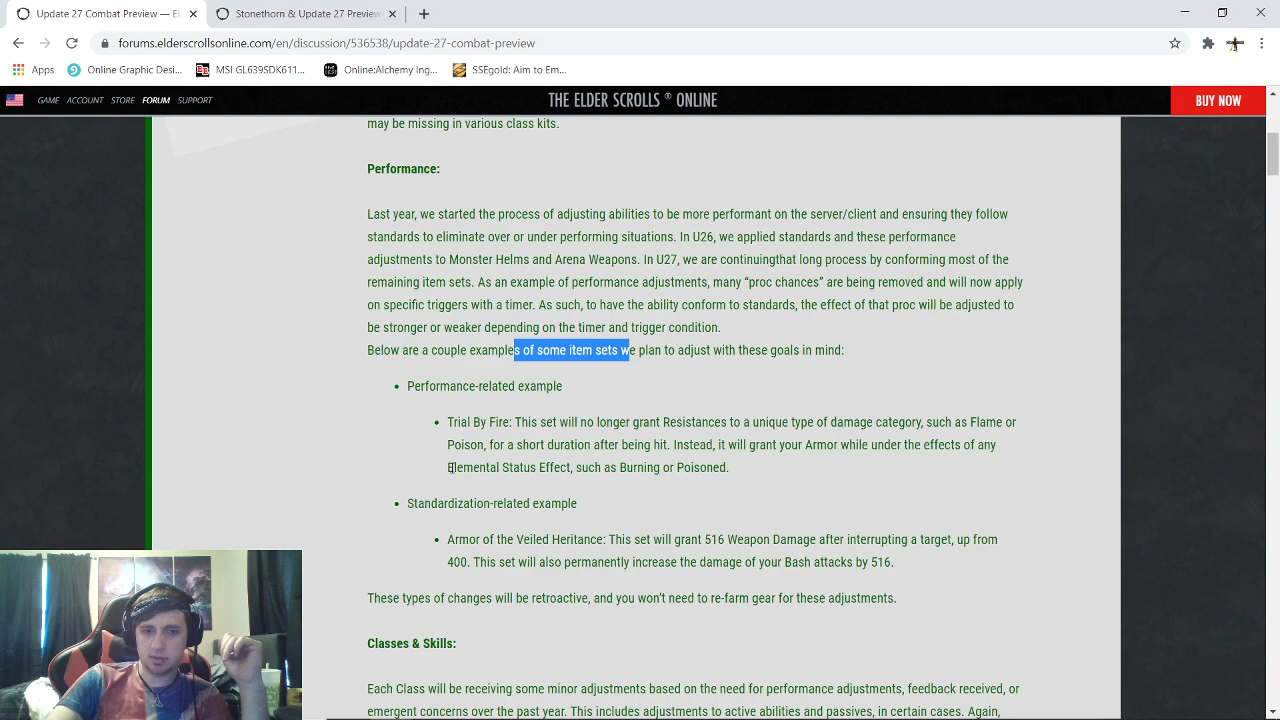 Update 27 Combat Preview — El
Stonethorn & Update 27 Preview
forums.elderscrollsonline.com/en/discussion/536538/update-27-combat-preview
Apps
Online Graphic Desi...
MSI GL639SDK611...
Online:Alchemy Ing...
SSEgold: Aim to Em...
GAME ACCOUNT STORE FORUM SUPPORT
THE ELDER SCROLLS ® ONLINE
BUY NOW
may be missing in various class kits.
Performance:
Last year, we started the process of adjusting abilities to be more performant on the server/client and ensuring they follow
standards to eliminate over or under performing situations. In U26, we applied standards and these performance
adjustments to Monster Helms and Arena Weapons. In U27, we are continuingthat long process by conforming most of the
remaining item sets. As an example of performance adjustments, many “proc chances” are being removed and will now apply
on specific triggers with a timer. As such, to have the ability conform to standards, the effect of that proc will be adjusted to
be stronger or weaker depending on the timer and trigger condition.
Below are a couple examples of some item sets we plan to adjust with these goals in mind:
• Performance-related example
• Trial By Fire: This set will no longer grant Resistances to a unique type of damage category, such as Flame or
Poison, for a short duration after being hit. Instead, it will grant your Armor while under the effects of any
Elemental Status Effect, such as Burning or Poisoned.
• Standardization-related example
• Armor of the Veiled Heritance: This set will grant 516 Weapon Damage after interrupting a target, up from
400. This set will also permanently increase the damage of your Bash attacks by 516.
These types of changes will be retroactive, and you won’t need to re-farm gear for these adjustments.
Classes & Skills:
Each Class will be receiving some minor adjustments based on the need for performance adjustments, feedback received, or
emergent concerns over the past year. This includes adjustments to active abilities and passives, in certain cases. Again,